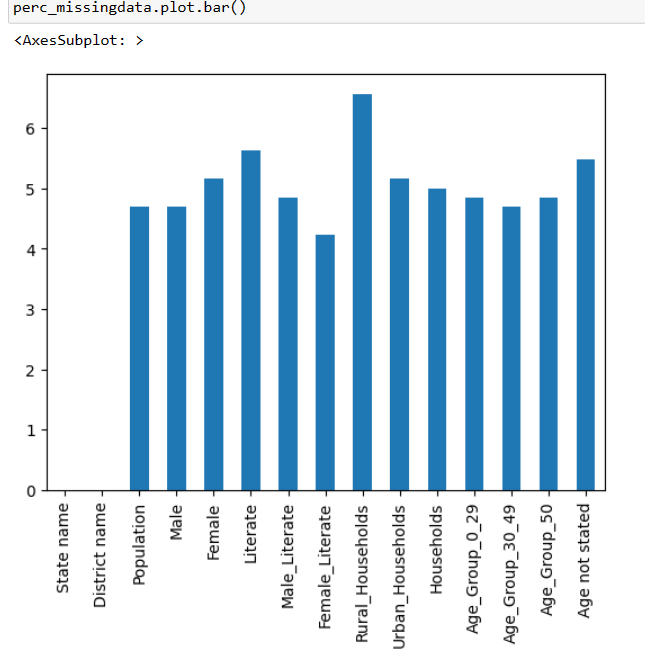 perc_missingdata.plot.bar()
<AxesSubplot: >
6
5
4
3
2
1
0
State name
District name
Population
Male
Female
Literate
Male_Literate
Female_Literate
Rural_Households
Urban_Households
Households
Age_Group_0_29
Age_Group_30_49
Age_Group_50
Age not stated